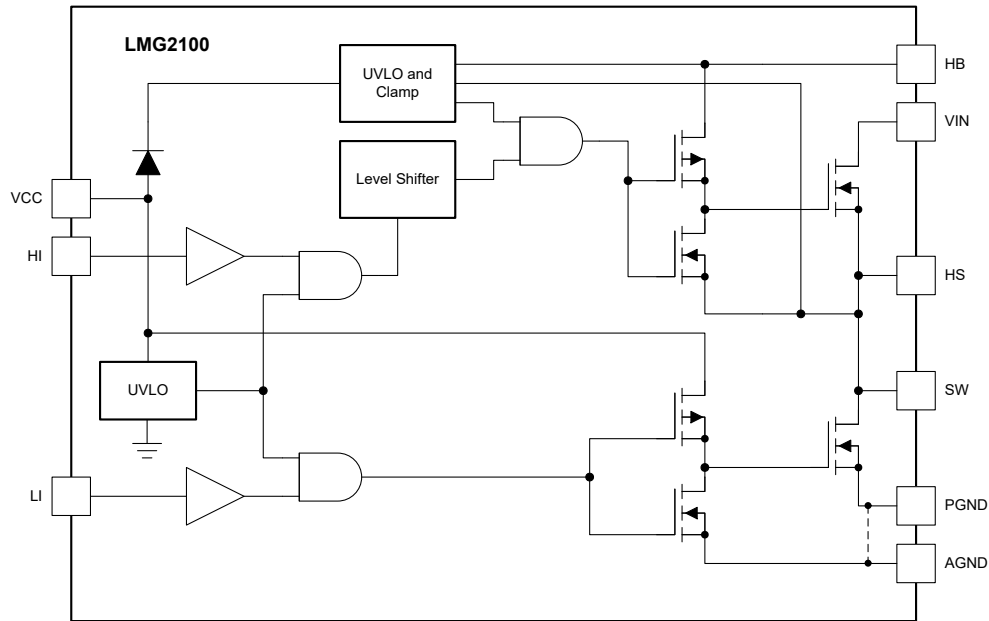 LMG2100
HB
UVLO and
Clamp
VIN
Level Shifter
VCC
HI
HS
UVLO
SW
LI
PGND
AGND